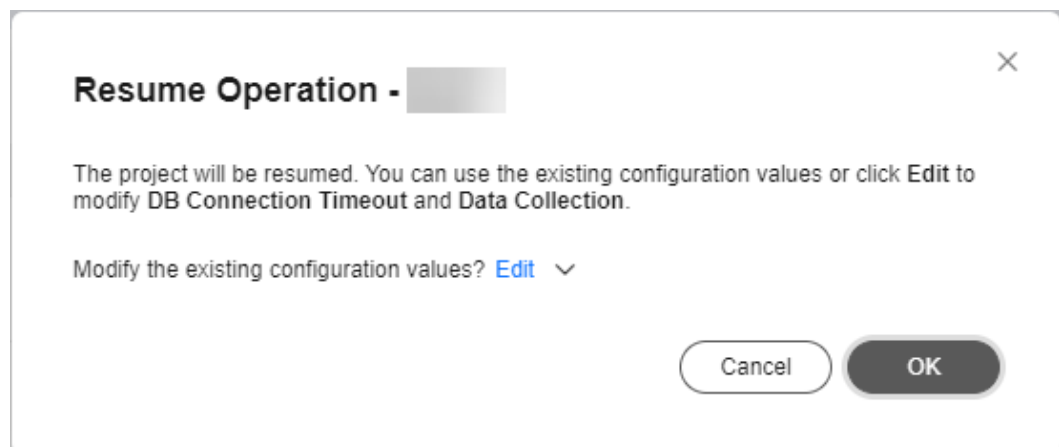 Resume Operation -
The project will be resumed. You can use the existing configuration values or click Edit to
modify DB Connection Timeout and Data Collection.
Modify the existing configuration values? Edit
Cancel
OK